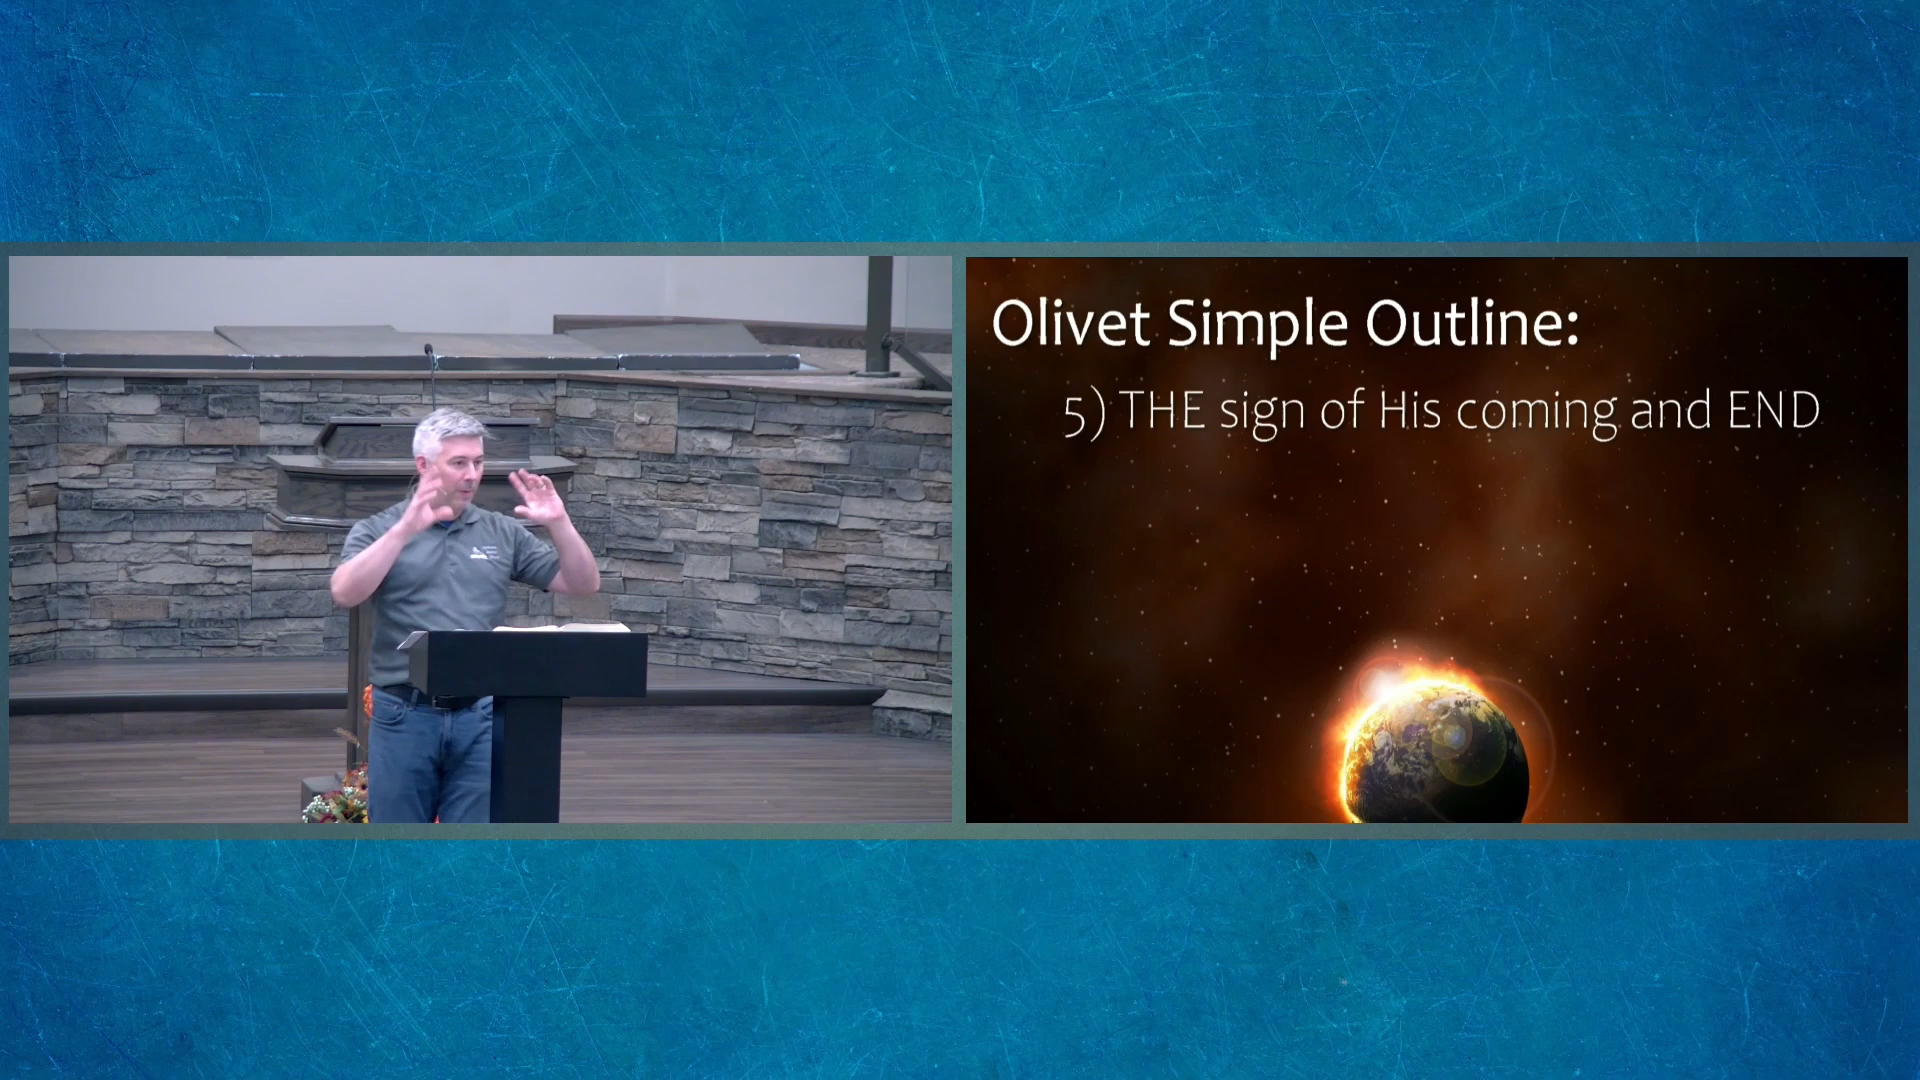 Olivet Simple Outline:
5) THE sign of His coming and END